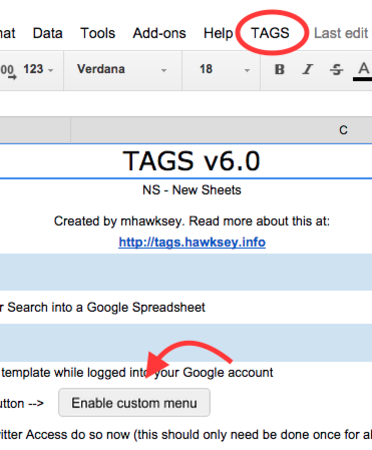 nat Data Tools Add-ons Help TAGS Last edit
.00 123 Verdana 18 B I S A
C
TAGS v6.0
NS - New Sheets
Created by mhawksey. Read more about this at:
http://tags.hawksey.info
r Search into a Google Spreadsheet
template while logged into your Google account
utton --> Enable custom menu
itter Access do so now (this should only need be done once for al